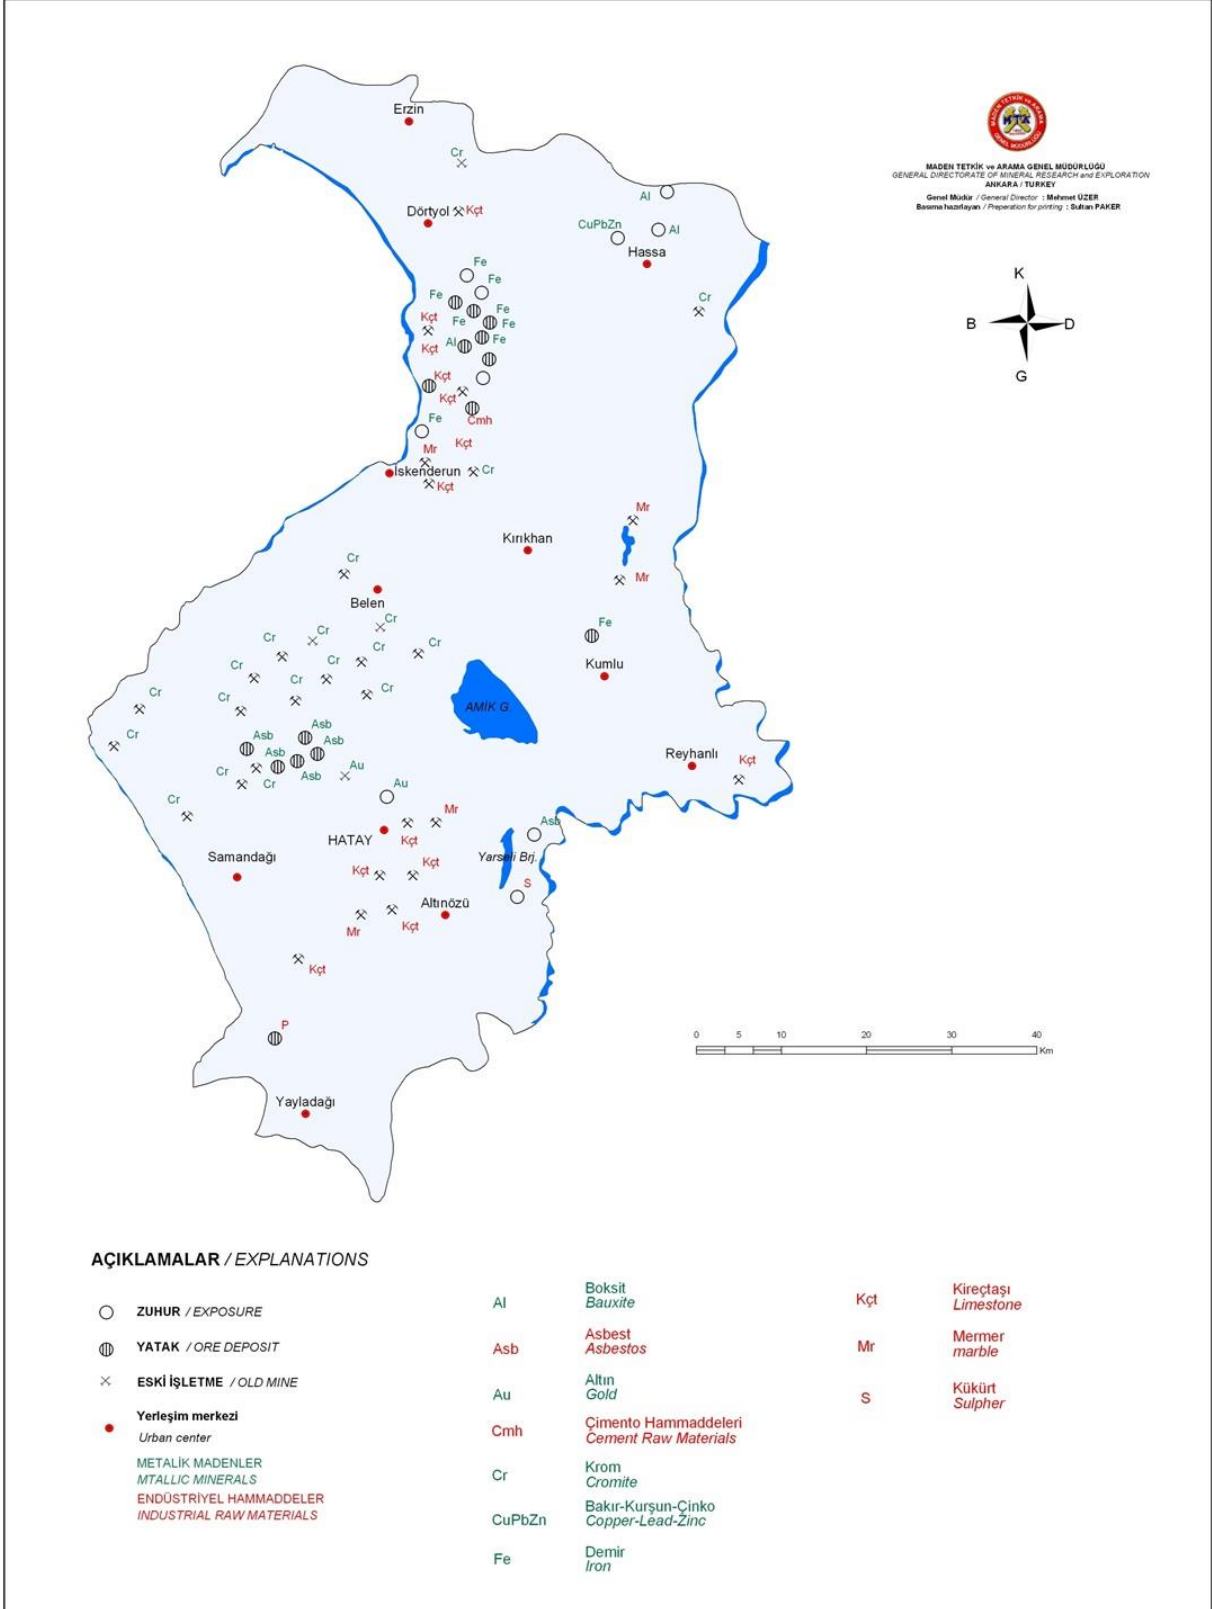 MADEN TETKİK ve ARAMA GENEL MÜDÜRLÜĞÜ
MTA
MADEN TETKİK ve ARAMA GENEL MÜDÜRLÜĞÜ
GENERAL DIRECTORATE OF MINERAL RESEARCH and EXPLORATION
ANKARA / TURKEY
Genel Müdür / General Director : Mehmet ÜZER
Basıma hazırlayan / Preperation for printing : Sultan PAKER
K
B
D
G
Erzin
Cr
Dörtyol
Kçt
Al
CuPbZn
Al
Hassa
Fe
Fe
Cr
Fe
Fe
Kçt
Fe
Fe
Kçt
Al
Fe
Kçt
Kçt
Fe
Cmh
Mr
Kçt
İskenderun
Cr
Kçt
Mr
Kırıkhan
Cr
Mr
Belen
Cr
Fe
Cr
Cr
Cr
Cr
Cr
Cr
Kumlu
Cr
Cr
Cr
Cr
AMİK G.
Asb
Cr
Asb
Asb
Asb
Reyhanlı
Kçt
Cr
Asb
Au
Cr
Au
Cr
Mr
Asb
HATAY
Kçt
Samandağı
Kçt
Kçt
Yarseli Brj.
S
Altınözü
Mr
Kçt
Kçt
P
Yayladağı
0 5 10 20 30 40
Km
AÇIKLAMALAR / EXPLANATIONS
ZUHUR / EXPOSURE
YATAK / ORE DEPOSIT
ESKİ İŞLETME / OLD MINE
Yerleşim merkezi
Urban center
METALİK MADENLER
MTALLIC MINERALS
ENDÜSTRİYEL HAMMADDELER
INDUSTRIAL RAW MATERIALS
Al
Boksit
Bauxite
Asb
Asbest
Asbestos
Au
Altın
Gold
Cmh
Çimento Hammaddeleri
Cement Raw Materials
Cr
Krom
Cromite
CuPbZn
Bakır-Kurşun-Çinko
Copper-Lead-Zinc
Fe
Demir
Iron
Kçt
Kireçtaşı
Limestone
Mr
Mermer
marble
S
Kükürt
Sulpher